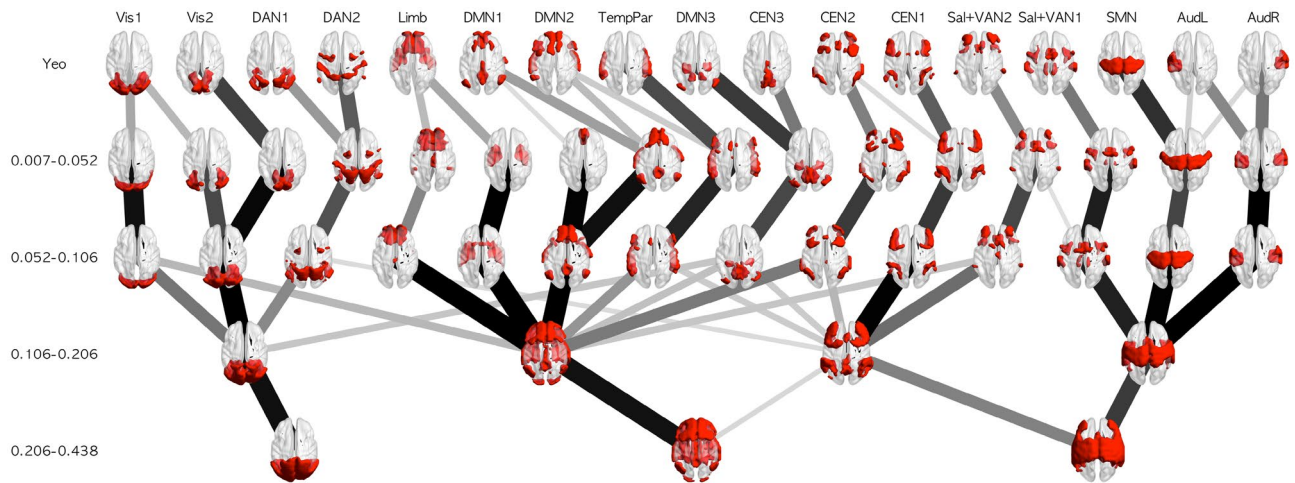 Vis1 Vis2 DAN1 DAN2 Limb DMN1 DMN2 TempPar DMN3 CEN3 CEN2 CEN1 Sal+VAN2 Sal+VAN1 SMN AudL AudR
Yeo
0.007-0.052
0.052-0.106
0.106-0.206
0.206-0.438